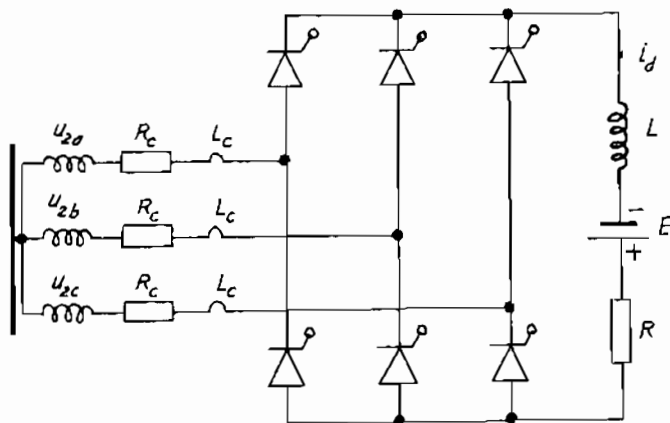 i_d
L
u_2a R_c L_c
u_2b R_c L_c
- E +
u_2c R_c L_c
R